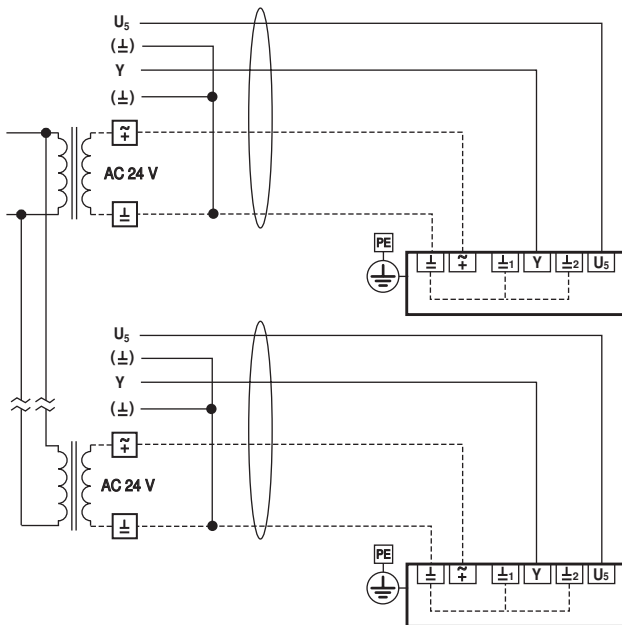 U5
(⊥)
Y
(⊥)
~
+
AC 24 V
⊥
PE
⊥ ~+ ⊥1 Y ⊥2 U5
U5
(⊥)
Y
(⊥)
~
+
AC 24 V
⊥
PE
⊥ ~+ ⊥1 Y ⊥2 U5